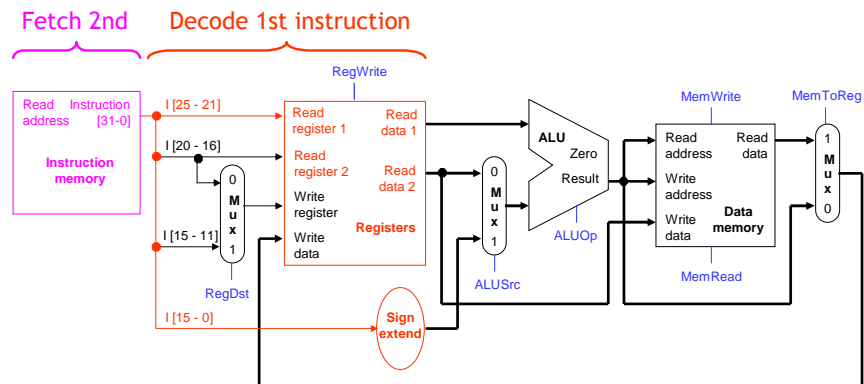 Fetch 2nd
Decode 1st instruction
RegWrite
MemWrite
MemToReg
Read Instruction
address [31-0]
Instruction
memory
I [25 - 21]
I [20 - 16]
I [15 - 11]
I [15 - 0]
0
M
u
x
1
RegDst
Read
register 1
Read
data 1
Read
register 2
Read
data 2
Write
register
Write
data
Registers
Sign
extend
0
M
u
x
1
ALUSrc
ALU
Zero
Result
ALUOp
Read
address
Read
data
Write
address
Write
data
Data
memory
MemRead
1
M
u
x
0